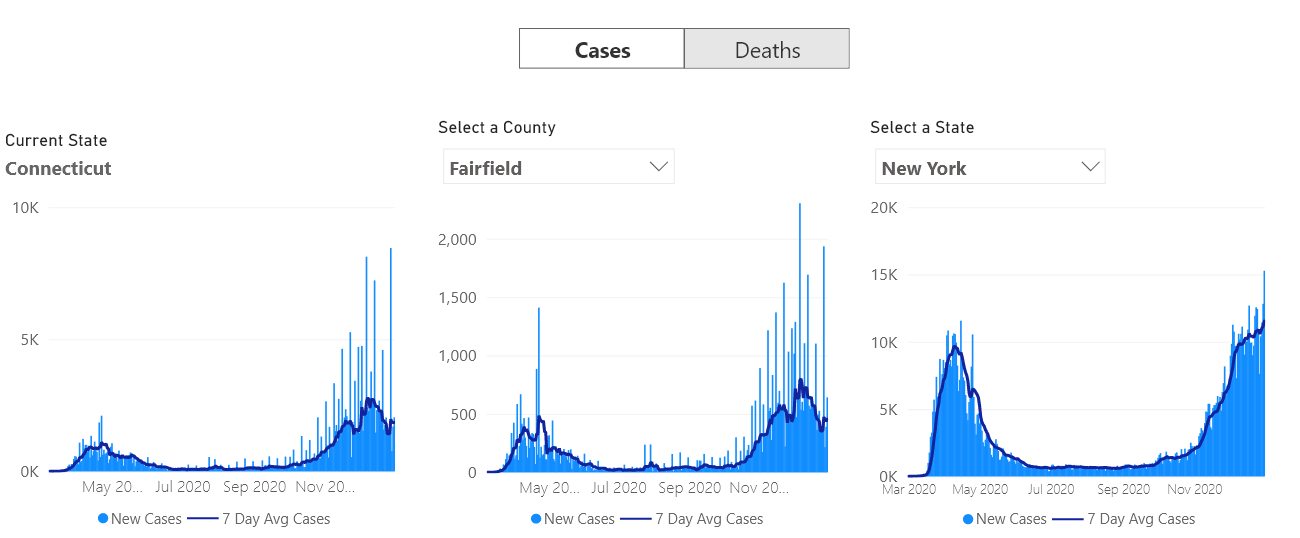 Cases
Deaths
Current State
Connecticut
10K
5K
0K
May 20...
Jul 2020
Sep 2020
Nov 20...
New Cases
7 Day Avg Cases
Select a County
Fairfield
2,000
1,500
1,000
500
0
May 20...
Jul 2020
Sep 2020
Nov 20...
New Cases
7 Day Avg Cases
Select a State
New York
20K
15K
10K
5K
0K
Mar 2020
May 2020
Jul 2020
Sep 2020
Nov 2020
New Cases
7 Day Avg Cases